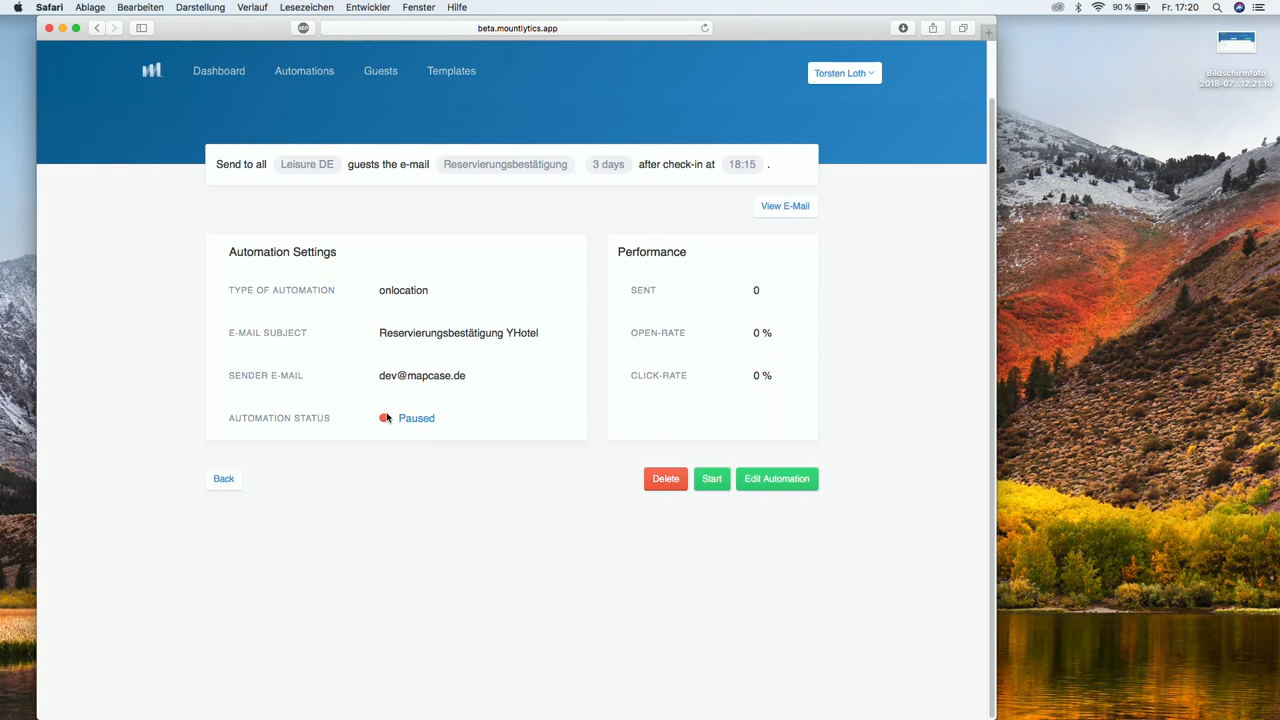 Safari Ablage Bearbeiten Darstellung Verlauf Lesezeichen Entwickler Fenster Hilfe 90 % Fr. 17:20
ABP beta.mountlytics.app
Dashboard Automations Guests Templates Torsten Loth
Bildschirmfoto
2018-07...12.21.18
Send to all Leisure DE guests the e-mail Reservierungsbestätigung 3 days after check-in at 18:15 .
View E-Mail
Automation Settings
TYPE OF AUTOMATION onlocation
E-MAIL SUBJECT Reservierungsbestätigung YHotel
SENDER E-MAIL dev@mapcase.de
AUTOMATION STATUS Paused
Performance
SENT 0
OPEN-RATE 0 %
CLICK-RATE 0 %
Back Delete Start Edit Automation